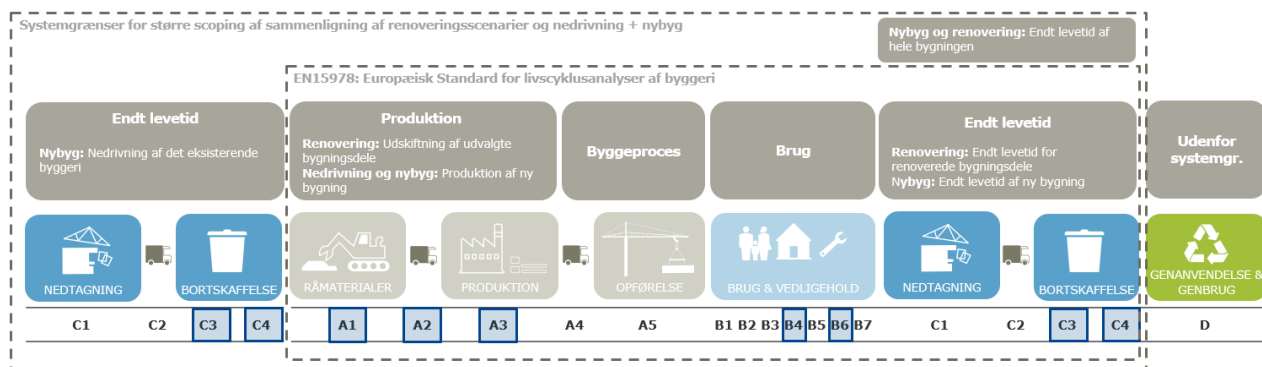 Systemgrænser for større scoping af sammenligning af renoveringsscenarier og nedrivning + nybyg
Nybyg og renovering: Endt levetid af
hele bygningen
EN15978: Europæisk Standard for livscyklusanalyser af byggeri
Endt levetid
Nybyg: Nedrivning af det eksisterende
byggeri
Produktion
Renovering: Udskiftning af udvalgte
bygningsdele
Nedrivning og nybyg: Produktion af ny
bygning
Byggeproces
Brug
Endt levetid
Renovering: Endt levetid for
renoverede bygningsdele
Nybyg: Endt levetid af ny bygning
Udenfor
systemgr.
NEDTAGNING
BORTSKAFFELSE
RÅMATERIALER
PRODUKTION
OPFØRELSE
BRUG & VEDLIGEHOLD
NEDTAGNING
BORTSKAFFELSE
GENANVENDELSE &
GENBRUG
C1 C2 C3 C4 A1 A2 A3 A4 A5 B1 B2 B3 B4 B5 B6 B7 C1 C2 C3 C4 D